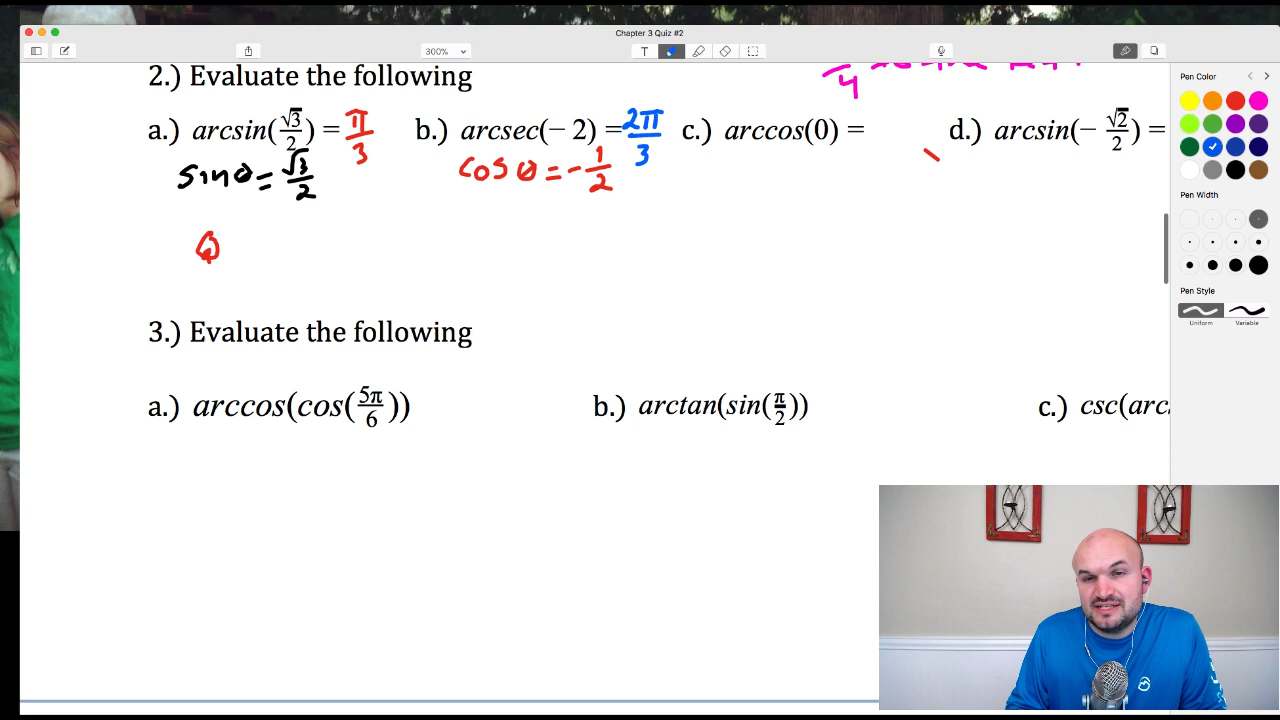 Chapter 3 Quiz #2
300%
T
2.) Evaluate the following
4
a.) arcsin(√3/2) = π/3 b.) arcsec(− 2) = 2π/3 c.) arccos(0) = d.) arcsin(− √2/2) =
sin θ = √3/2 cos θ = −1/2
3.) Evaluate the following
a.) arccos(cos(5π/6)) b.) arctan(sin(π/2)) c.) csc(arc
Pen Color
Pen Width
Pen Style
Uniform Variable